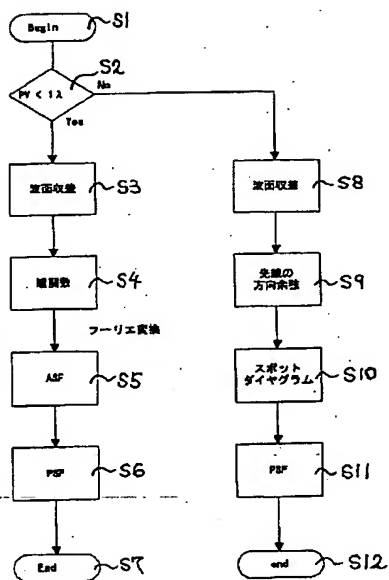 Begin
S1
S2
PV < 1λ
No
Yes
波面収差
S3
波面収差
S8
瞳関数
S4
光線の
方向余弦
S9
フーリエ変換
ASF
S5
スポット
ダイヤグラム
S10
PSF
S6
PSF
S11
End
S7
end
S12